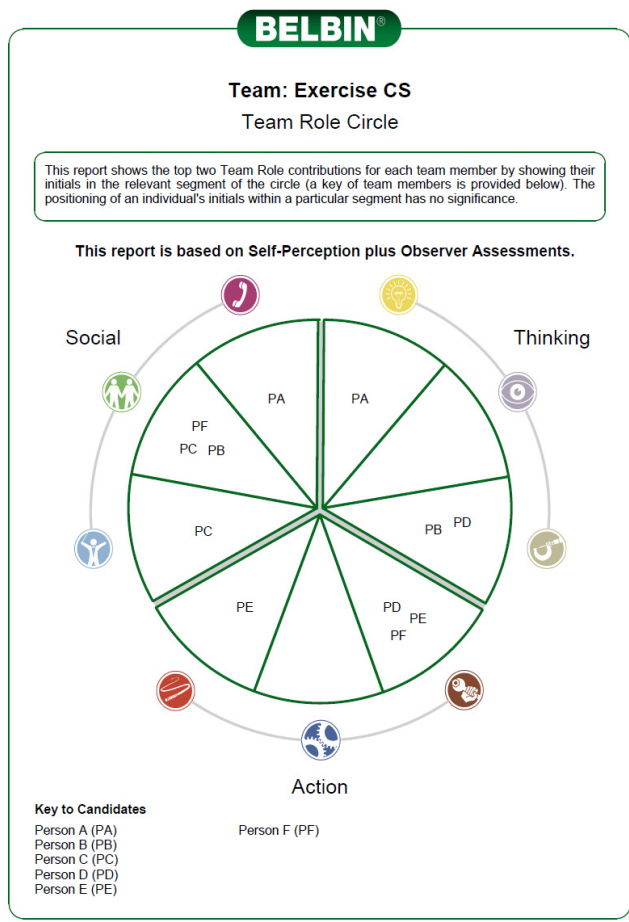 BELBIN®
Team: Exercise CS
Team Role Circle
This report shows the top two Team Role contributions for each team member by showing their
initials in the relevant segment of the circle (a key of team members is provided below). The
positioning of an individual's initials within a particular segment has no significance.
This report is based on Self-Perception plus Observer Assessments.
Social
Thinking
PA
PA
PF
PC PB
PC
PB PD
PE
PD
PE
PF
Action
Key to Candidates
Person A (PA)
Person F (PF)
Person B (PB)
Person C (PC)
Person D (PD)
Person E (PE)